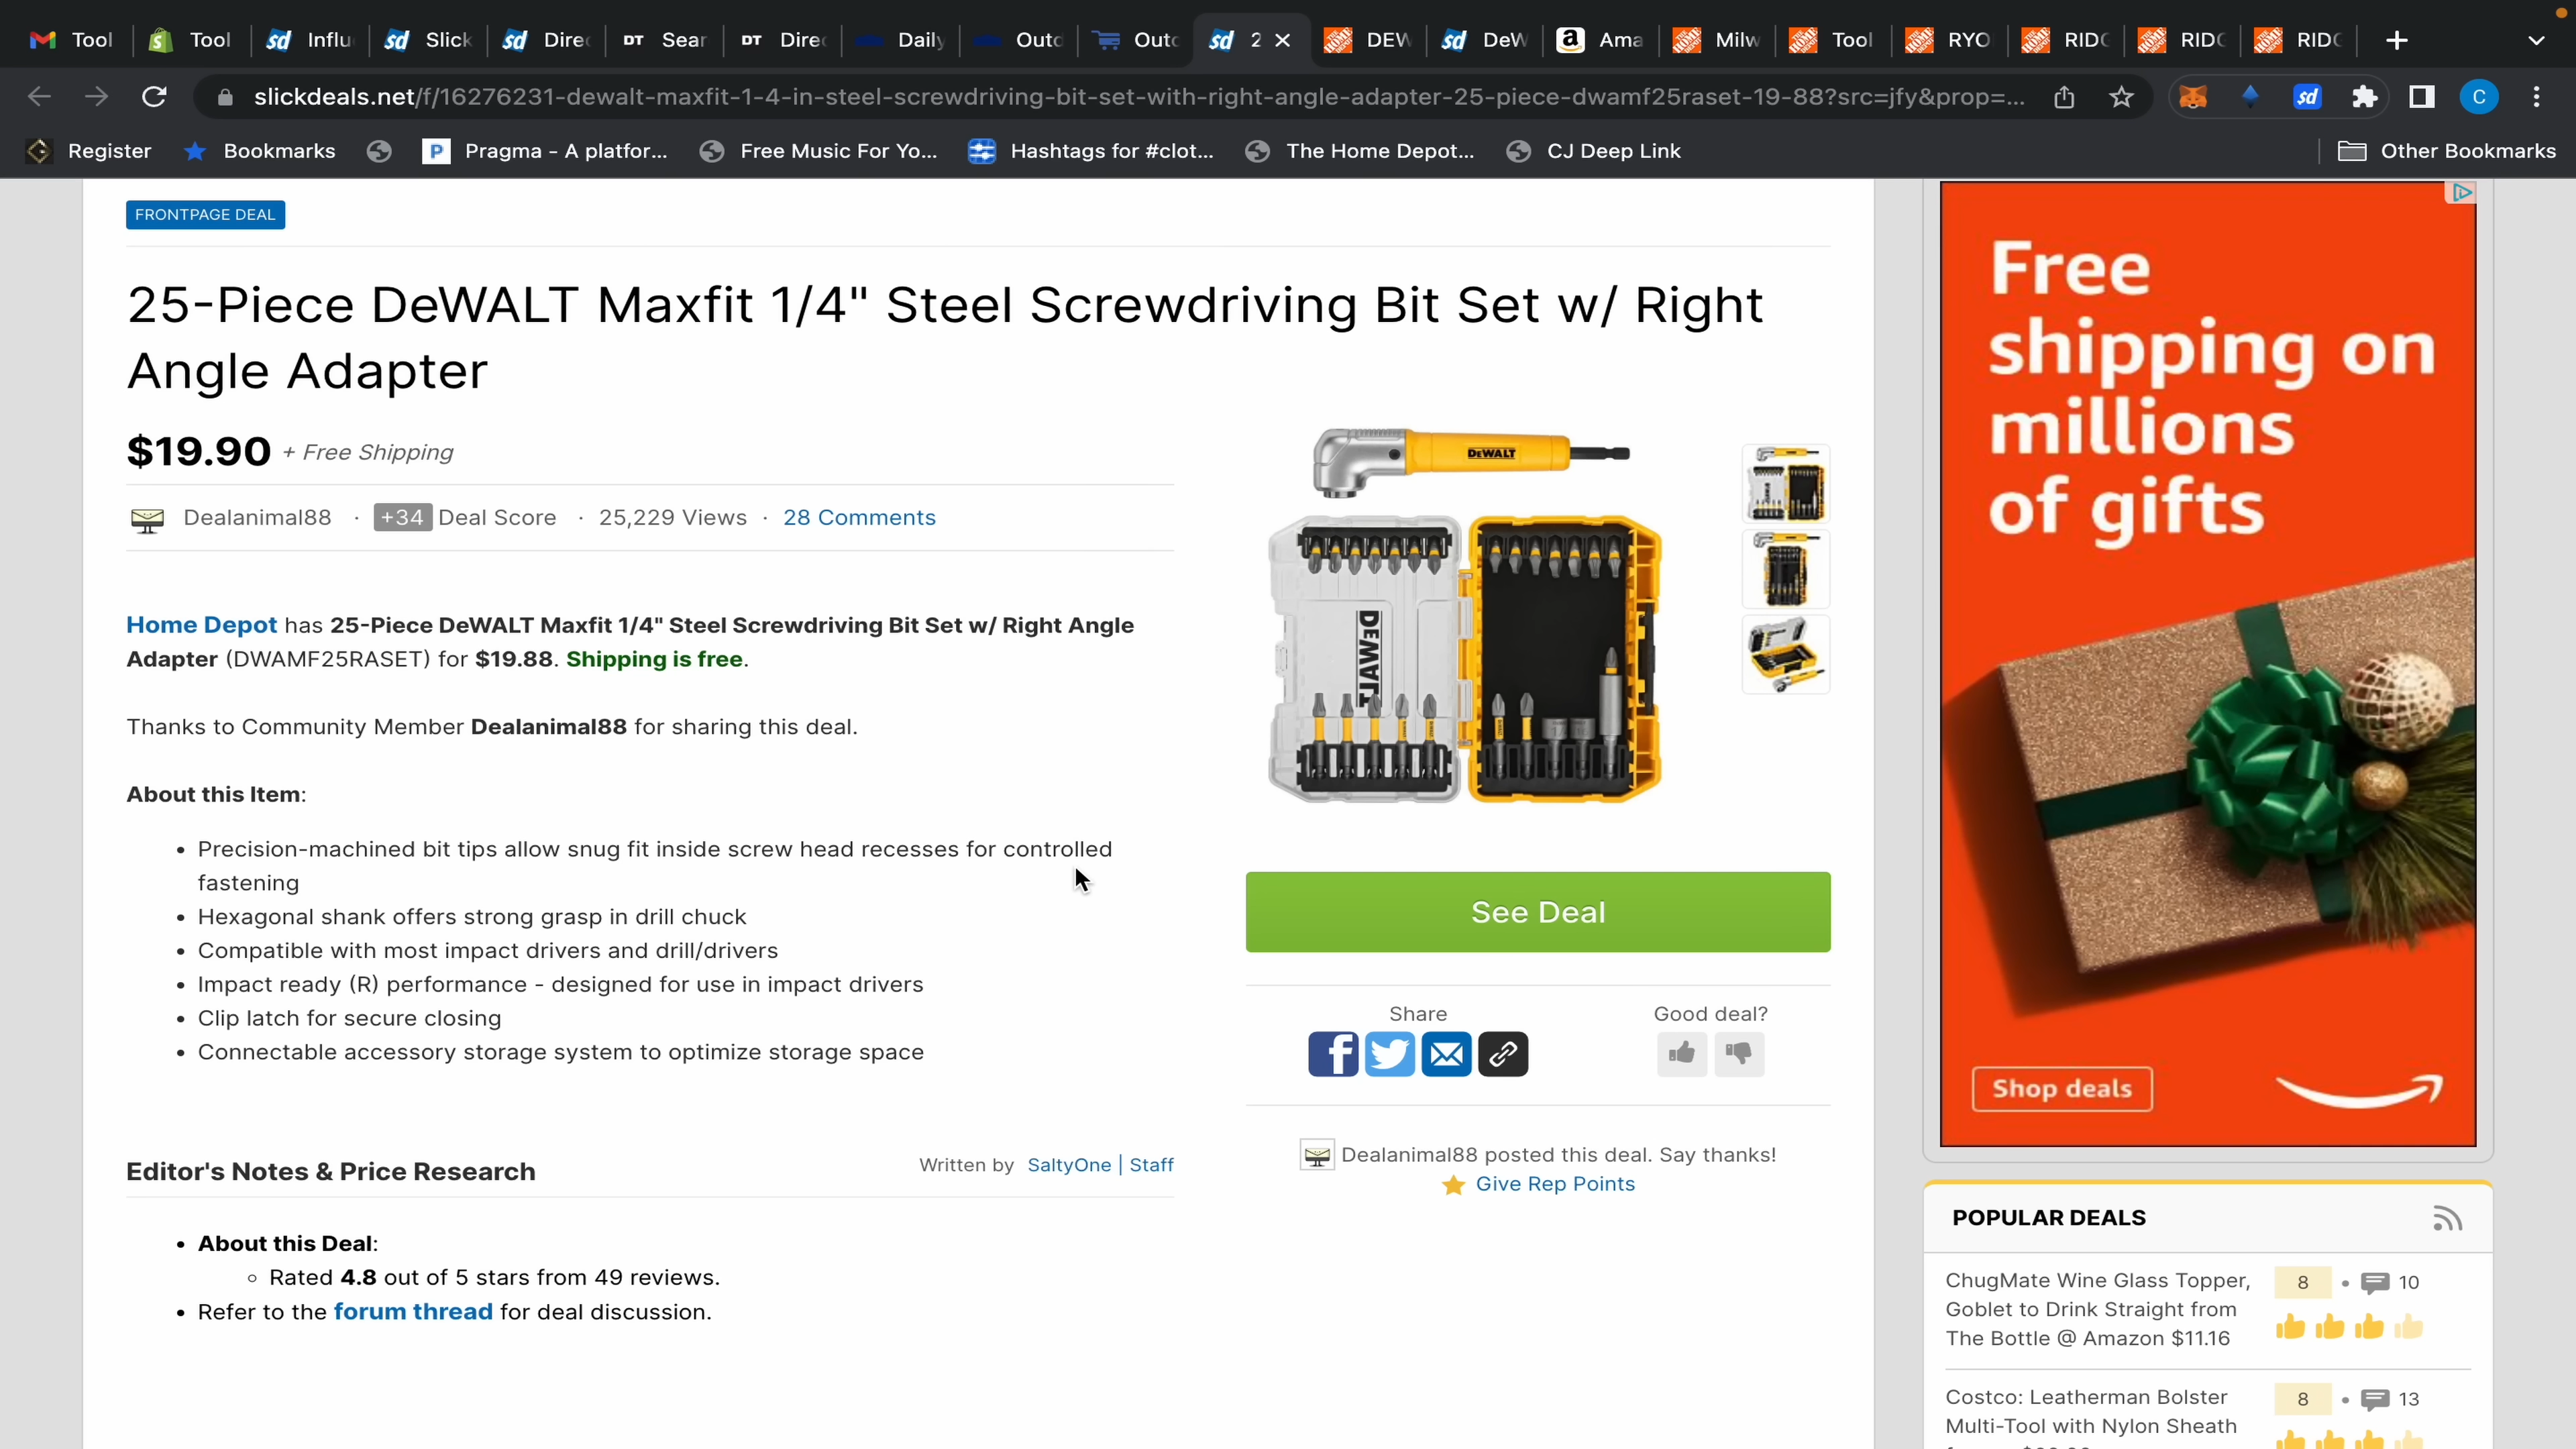 Tool
Tool
Influ
Slick
Direc
DT Sear
DT Direc
Daily
Outd
Outd
2
DEW
DeW
Ama
Milw
Tool
RYO
RIDG
RIDG
RIDG
slickdeals.net/f/16276231-dewalt-maxfit-1-4-in-steel-screwdriving-bit-set-with-right-angle-adapter-25-piece-dwamf25raset-19-88?src=jfy&prop=...
C
Register
Bookmarks
Pragma - A platfor...
Free Music For Yo...
Hashtags for #clot...
The Home Depot...
CJ Deep Link
Other Bookmarks
FRONTPAGE DEAL
25-Piece DeWALT Maxfit 1/4" Steel Screwdriving Bit Set w/ Right
Angle Adapter
$19.90 + Free Shipping
Dealanimal88 · +34 Deal Score · 25,229 Views · 28 Comments
Home Depot has 25-Piece DeWALT Maxfit 1/4" Steel Screwdriving Bit Set w/ Right Angle
Adapter (DWAMF25RASET) for $19.88. Shipping is free.
Thanks to Community Member Dealanimal88 for sharing this deal.
About this Item:
• Precision-machined bit tips allow snug fit inside screw head recesses for controlled
fastening
• Hexagonal shank offers strong grasp in drill chuck
• Compatible with most impact drivers and drill/drivers
• Impact ready (R) performance - designed for use in impact drivers
• Clip latch for secure closing
• Connectable accessory storage system to optimize storage space
Editor's Notes & Price Research
Written by SaltyOne | Staff
• About this Deal:
◦ Rated 4.8 out of 5 stars from 49 reviews.
• Refer to the forum thread for deal discussion.
DEWALT
DEWALT
See Deal
Share
Good deal?
Dealanimal88 posted this deal. Say thanks!
Give Rep Points
Free
shipping on
millions
of gifts
Shop deals
POPULAR DEALS
ChugMate Wine Glass Topper,
Goblet to Drink Straight from
The Bottle @ Amazon $11.16
8 • 10
Costco: Leatherman Bolster
Multi-Tool with Nylon Sheath
8 • 13